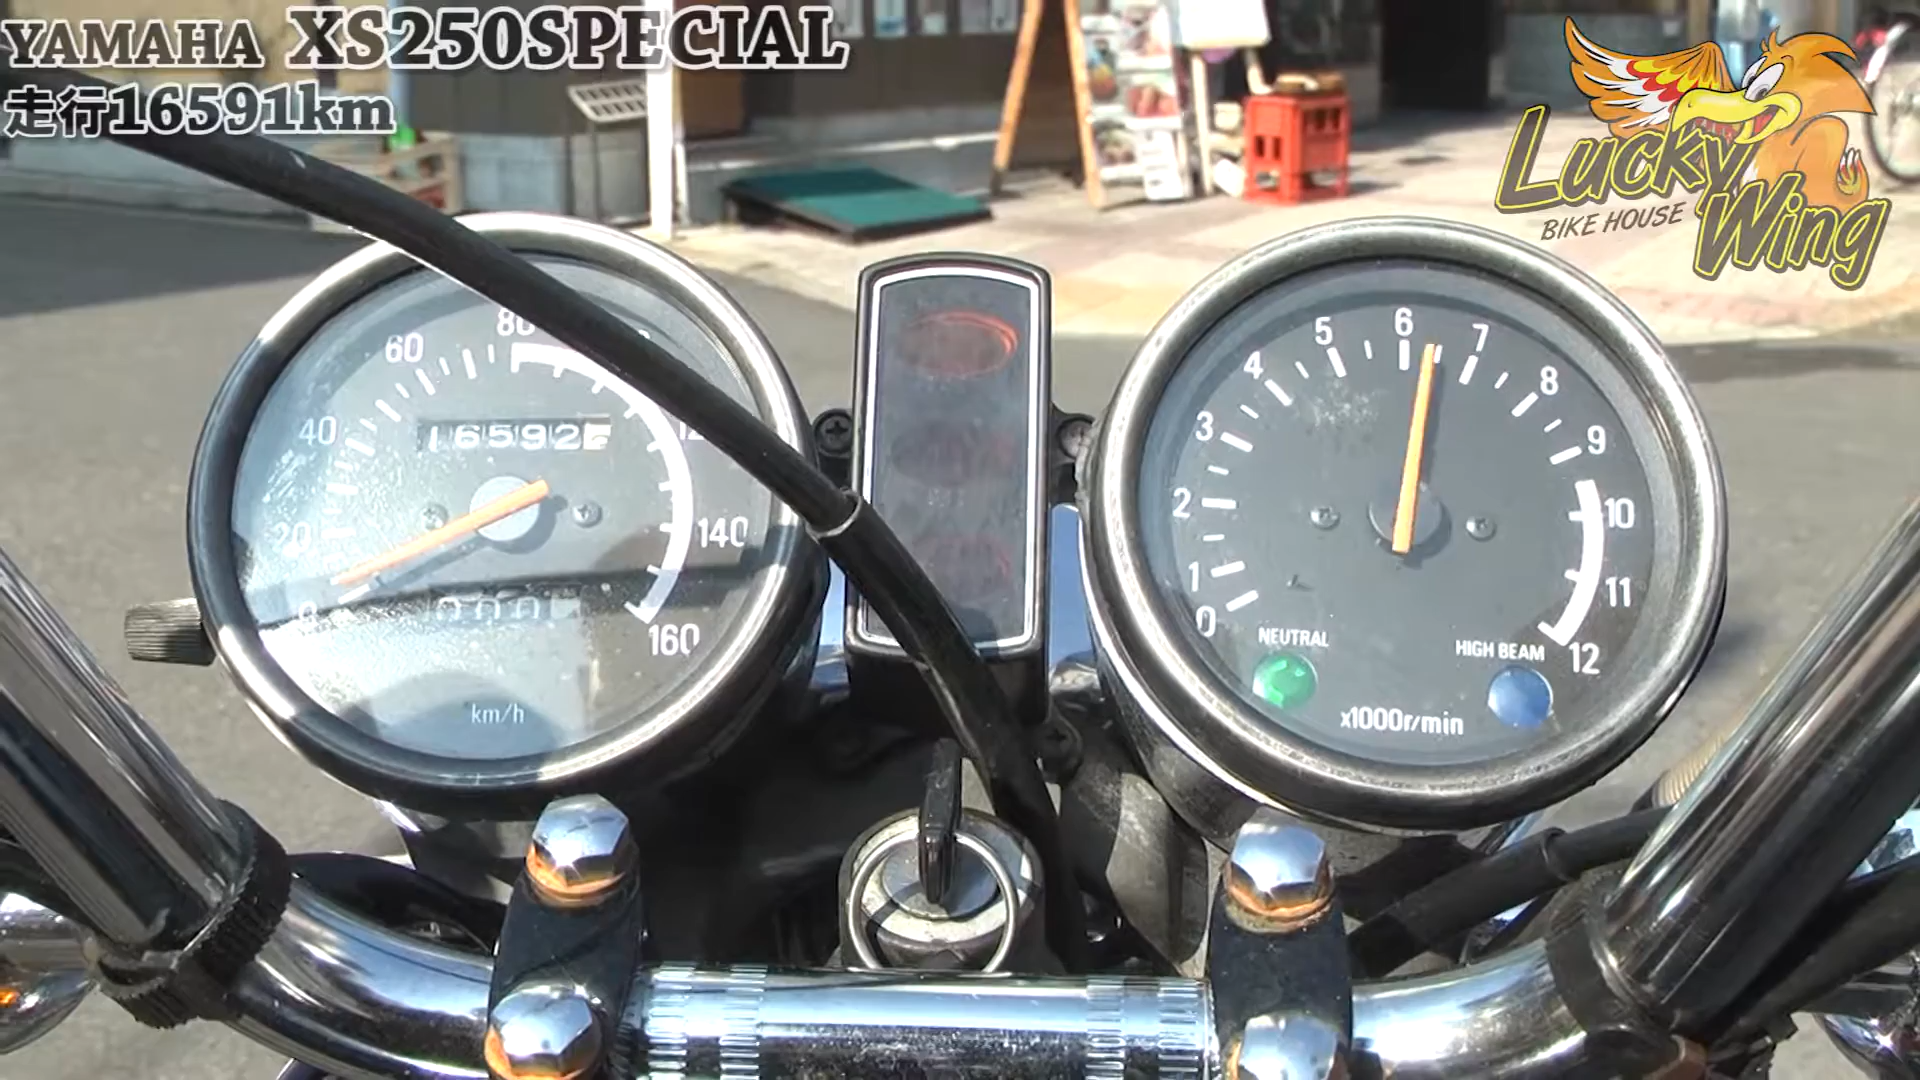 YAMAHA XS250SPECIAL
走行16591km
Lucky
BIKE HOUSE
Wing
0
20
40
60
80
140
160
16592
km/h
0
1
2
3
4
5
6
7
8
9
10
11
12
NEUTRAL
HIGH BEAM
x1000r/min